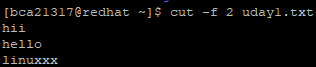 [bca21317@redhat ~]$ cut -f 2 uday1.txt
hii
hello
linuxxx